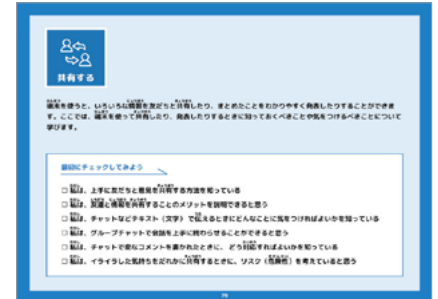 共有する
端末を使うと、いろいろな情報を友だちと共有したり、まとめたことをわかりやすく発表したりすることができま
す。ここでは、端末を使って共有したり、発表したりするときに知っておくべきことや気をつけるべきことについて
学びます。
最初にチェックしてみよう
□ 私は、上手に友だちと意見を共有する方法を知っている
□ 私は、友達と情報を共有することのメリットを説明できると思う
□ 私は、チャットなどテキスト（文字）で伝えるときにどんなことに気をつければよいかを知っている
□ 私は、グループチャットで会話を上手に終わらせることができると思う
□ 私は、チャットで変なコメントを書かれたときに、どう対応すればよいかを知っている
□ 私は、イライラした気持ちをだれかに共有するときに、リスク（危険性）を考えていると思う